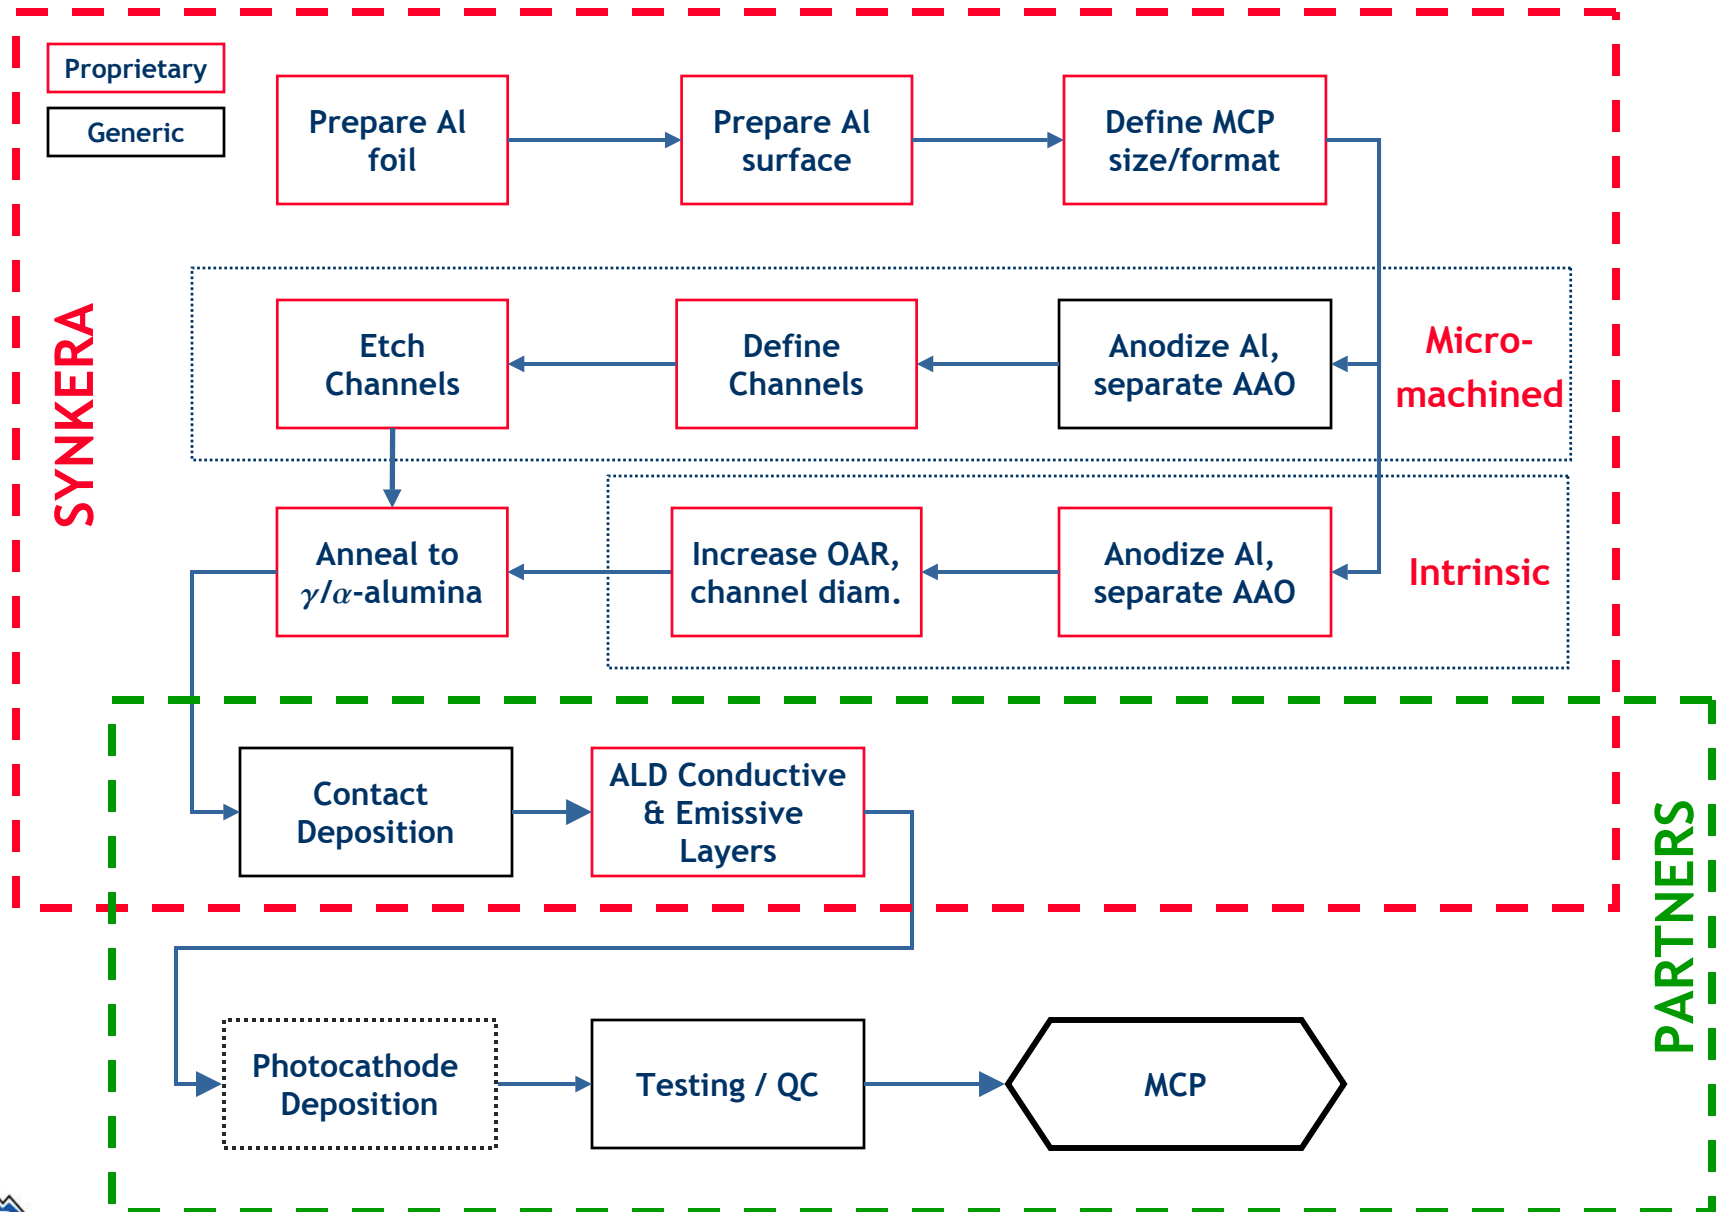 Proprietary
Generic
Prepare Al
foil
Prepare Al
surface
Define MCP
size/format
SYNKERA
Etch
Channels
Define
Channels
Anodize Al,
separate AAO
Micro-
machined
Anneal to
γ/α-alumina
Increase OAR,
channel diam.
Anodize Al,
separate AAO
Intrinsic
Contact
Deposition
ALD Conductive
& Emissive
Layers
PARTNERS
Photocathode
Deposition
Testing / QC
MCP